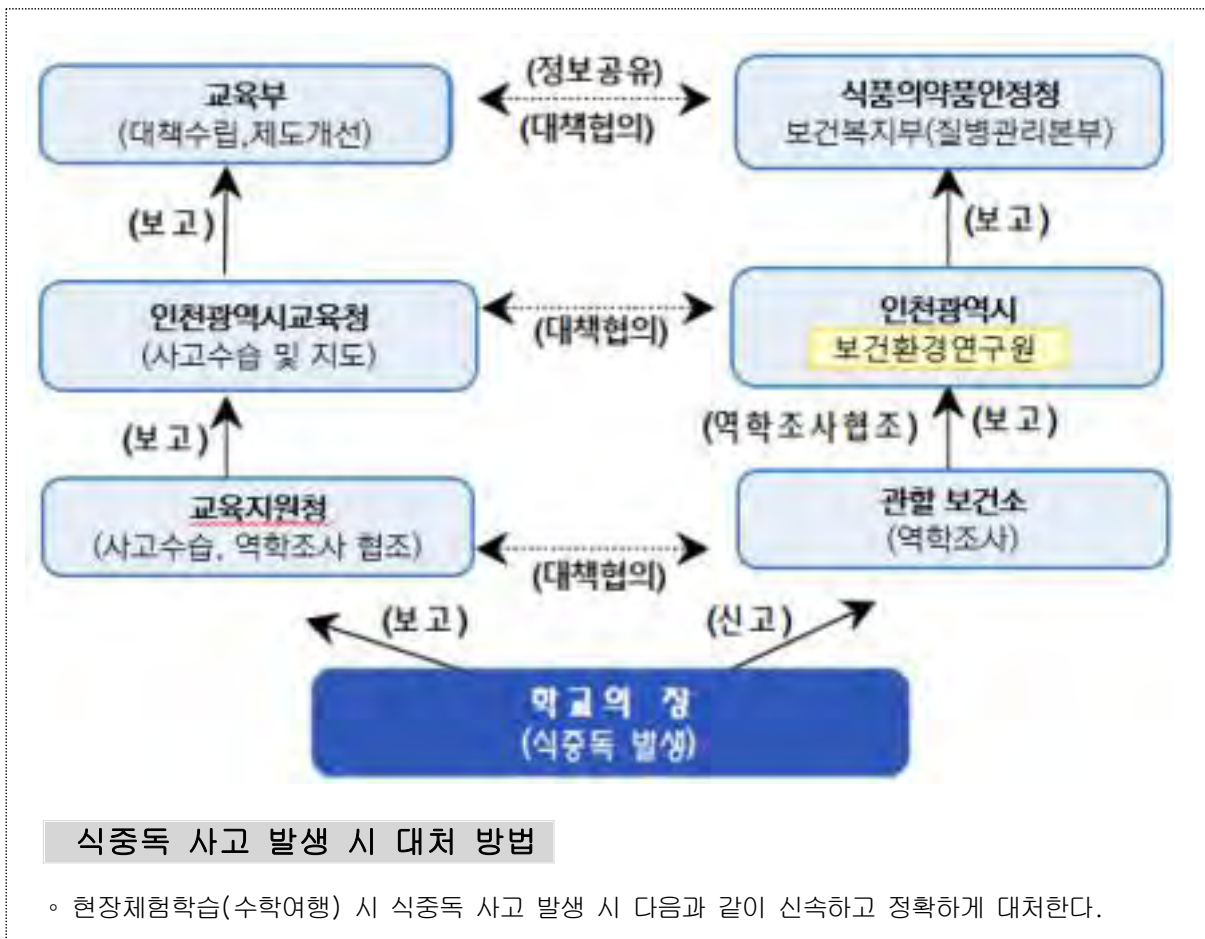 (정보공유)
교육부
(대책수립,제도개선)
(대책협의)
식품의약품안정청
보건복지부(질병관리본부)
(보고)
(보고)
인천광역시교육청
(사고수습 및 지도)
(대책협의)
인천광역시
보건환경연구원
(보고)
(역학조사협조)
(보고)
교육지원청
(사고수습, 역학조사 협조)
(대책협의)
관할 보건소
(역학조사)
(보고)
(신고)
학교의 장
(식중독 발생)
식중독 사고 발생 시 대처 방법
◦ 현장체험학습(수학여행) 시 식중독 사고 발생 시 다음과 같이 신속하고 정확하게 대처한다.